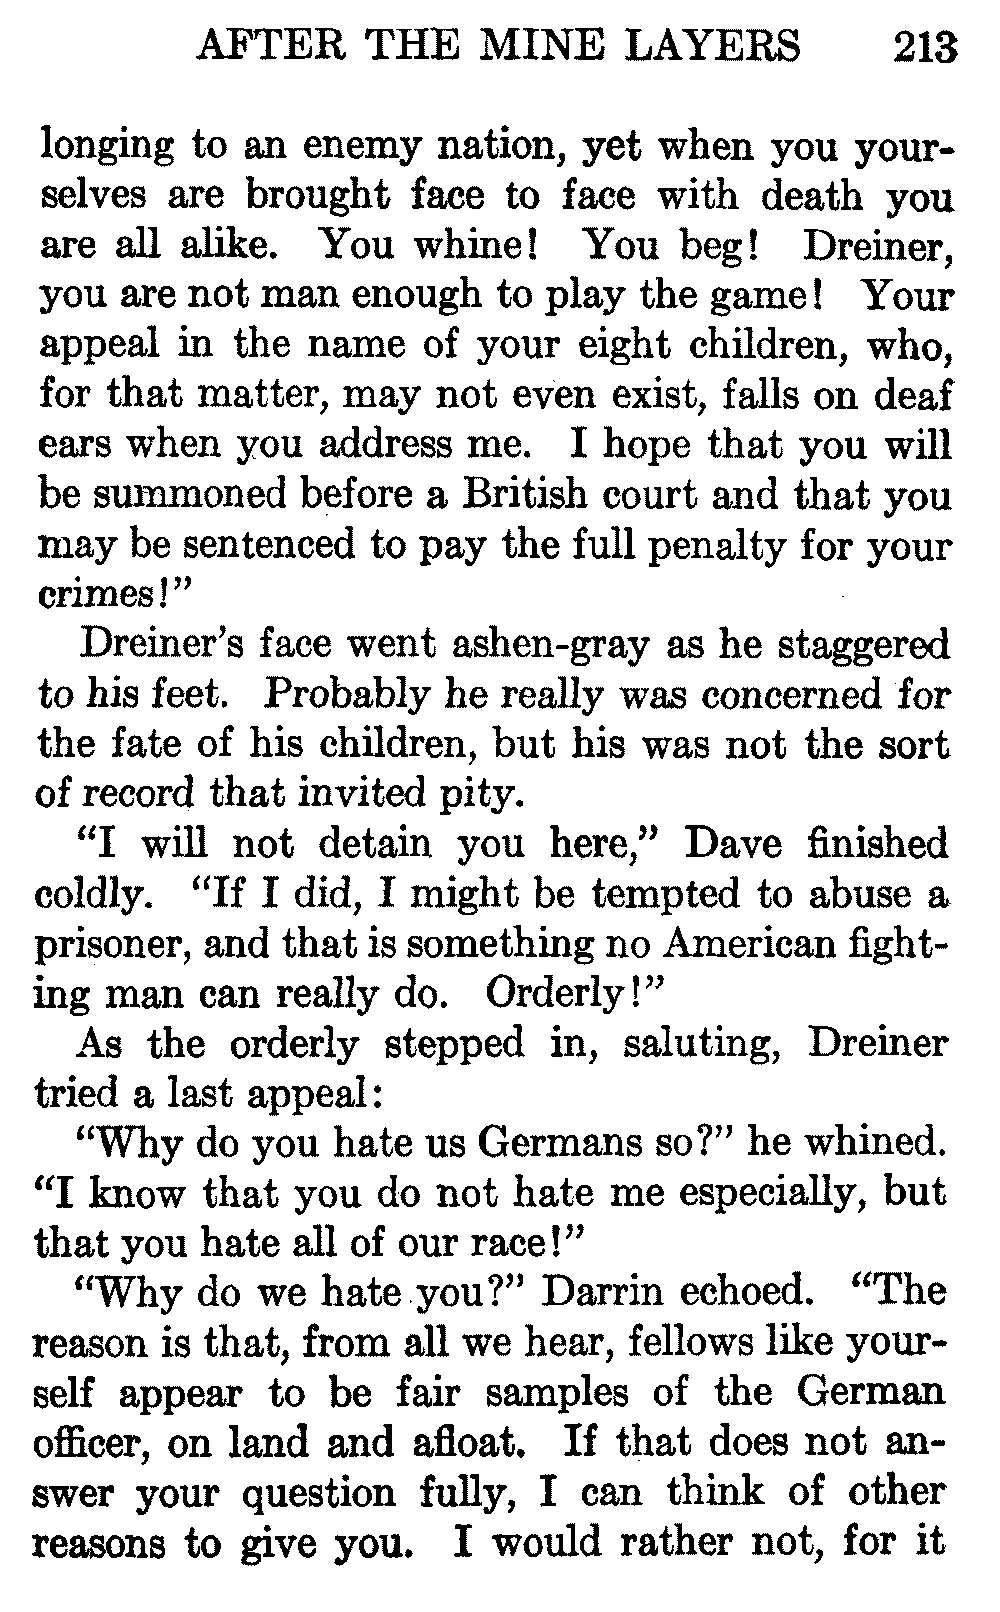 AFTER THE MINE LAYERS 213
longing to an enemy nation, yet when you your-
selves are brought face to face with death you
are all alike. You whine! You beg! Dreiner,
you are not man enough to play the game! Your
appeal in the name of your eight children, who,
for that matter, may not even exist, falls on deaf
ears when you address me. I hope that you will
be summoned before a British court and that you
may be sentenced to pay the full penalty for your
crimes!”
Dreiner’s face went ashen-gray as he staggered
to his feet. Probably he really was concerned for
the fate of his children, but his was not the sort
of record that invited pity.
“I will not detain you here,” Dave finished
coldly. “If I did, I might be tempted to abuse a
prisoner, and that is something no American fight-
ing man can really do. Orderly!”
As the orderly stepped in, saluting, Dreiner
tried a last appeal:
“Why do you hate us Germans so?” he whined.
“I know that you do not hate me especially, but
that you hate all of our race!”
“Why do we hate you?” Darrin echoed. “The
reason is that, from all we hear, fellows like your-
self appear to be fair samples of the German
officer, on land and afloat. If that does not an-
swer your question fully, I can think of other
reasons to give you. I would rather not, for it